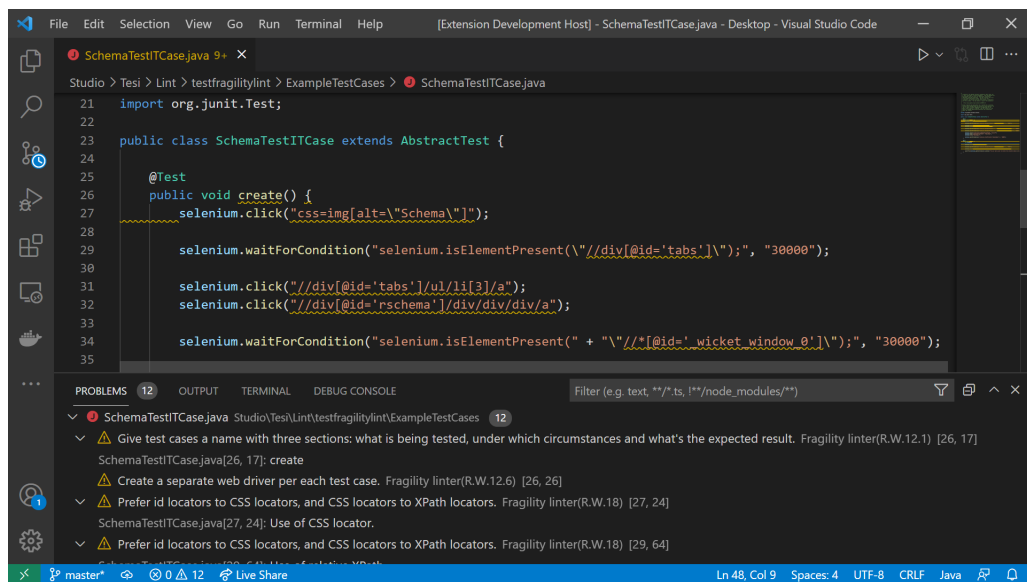 File Edit Selection View Go Run Terminal Help [Extension Development Host] - SchemaTestITCase.java - Desktop - Visual Studio Code
J SchemaTestITCase.java 9+
Studio > Tesi > Lint > testfragilitylint > ExampleTestCases > J SchemaTestITCase.java
21 import org.junit.Test;
22
23 public class SchemaTestITCase extends AbstractTest {
24
25 @Test
26 public void create() {
27 selenium.click("css=img[alt=\"Schema\"]");
28
29 selenium.waitForCondition("selenium.isElementPresent(\"//div[@id='tabs']\");", "30000");
30
31 selenium.click("//div[@id='tabs']/ul/li[3]/a");
32 selenium.click("//div[@id='rschema']/div/div/div/a");
33
34 selenium.waitForCondition("selenium.isElementPresent(" + "\"//*[@id='_wicket_window_0']\");", "30000");
35
PROBLEMS 12 OUTPUT TERMINAL DEBUG CONSOLE Filter (e.g. text, **/*.ts, !**/node_modules/**)
J SchemaTestITCase.java Studio\Tesi\Lint\testfragilitylint\ExampleTestCases 12
Give test cases a name with three sections: what is being tested, under which circumstances and what's the expected result. Fragility linter(R.W.12.1) [26, 17]
SchemaTestITCase.java[26, 17]: create
Create a separate web driver per each test case. Fragility linter(R.W.12.6) [26, 26]
Prefer id locators to CSS locators, and CSS locators to XPath locators. Fragility linter(R.W.18) [27, 24]
SchemaTestITCase.java[27, 24]: Use of CSS locator.
Prefer id locators to CSS locators, and CSS locators to XPath locators. Fragility linter(R.W.18) [29, 64]
SchemaTestITCase.java[29, 64]: Use of relative XPath.
1
master* 0 12 Live Share Ln 48, Col 9 Spaces: 4 UTF-8 CRLF Java